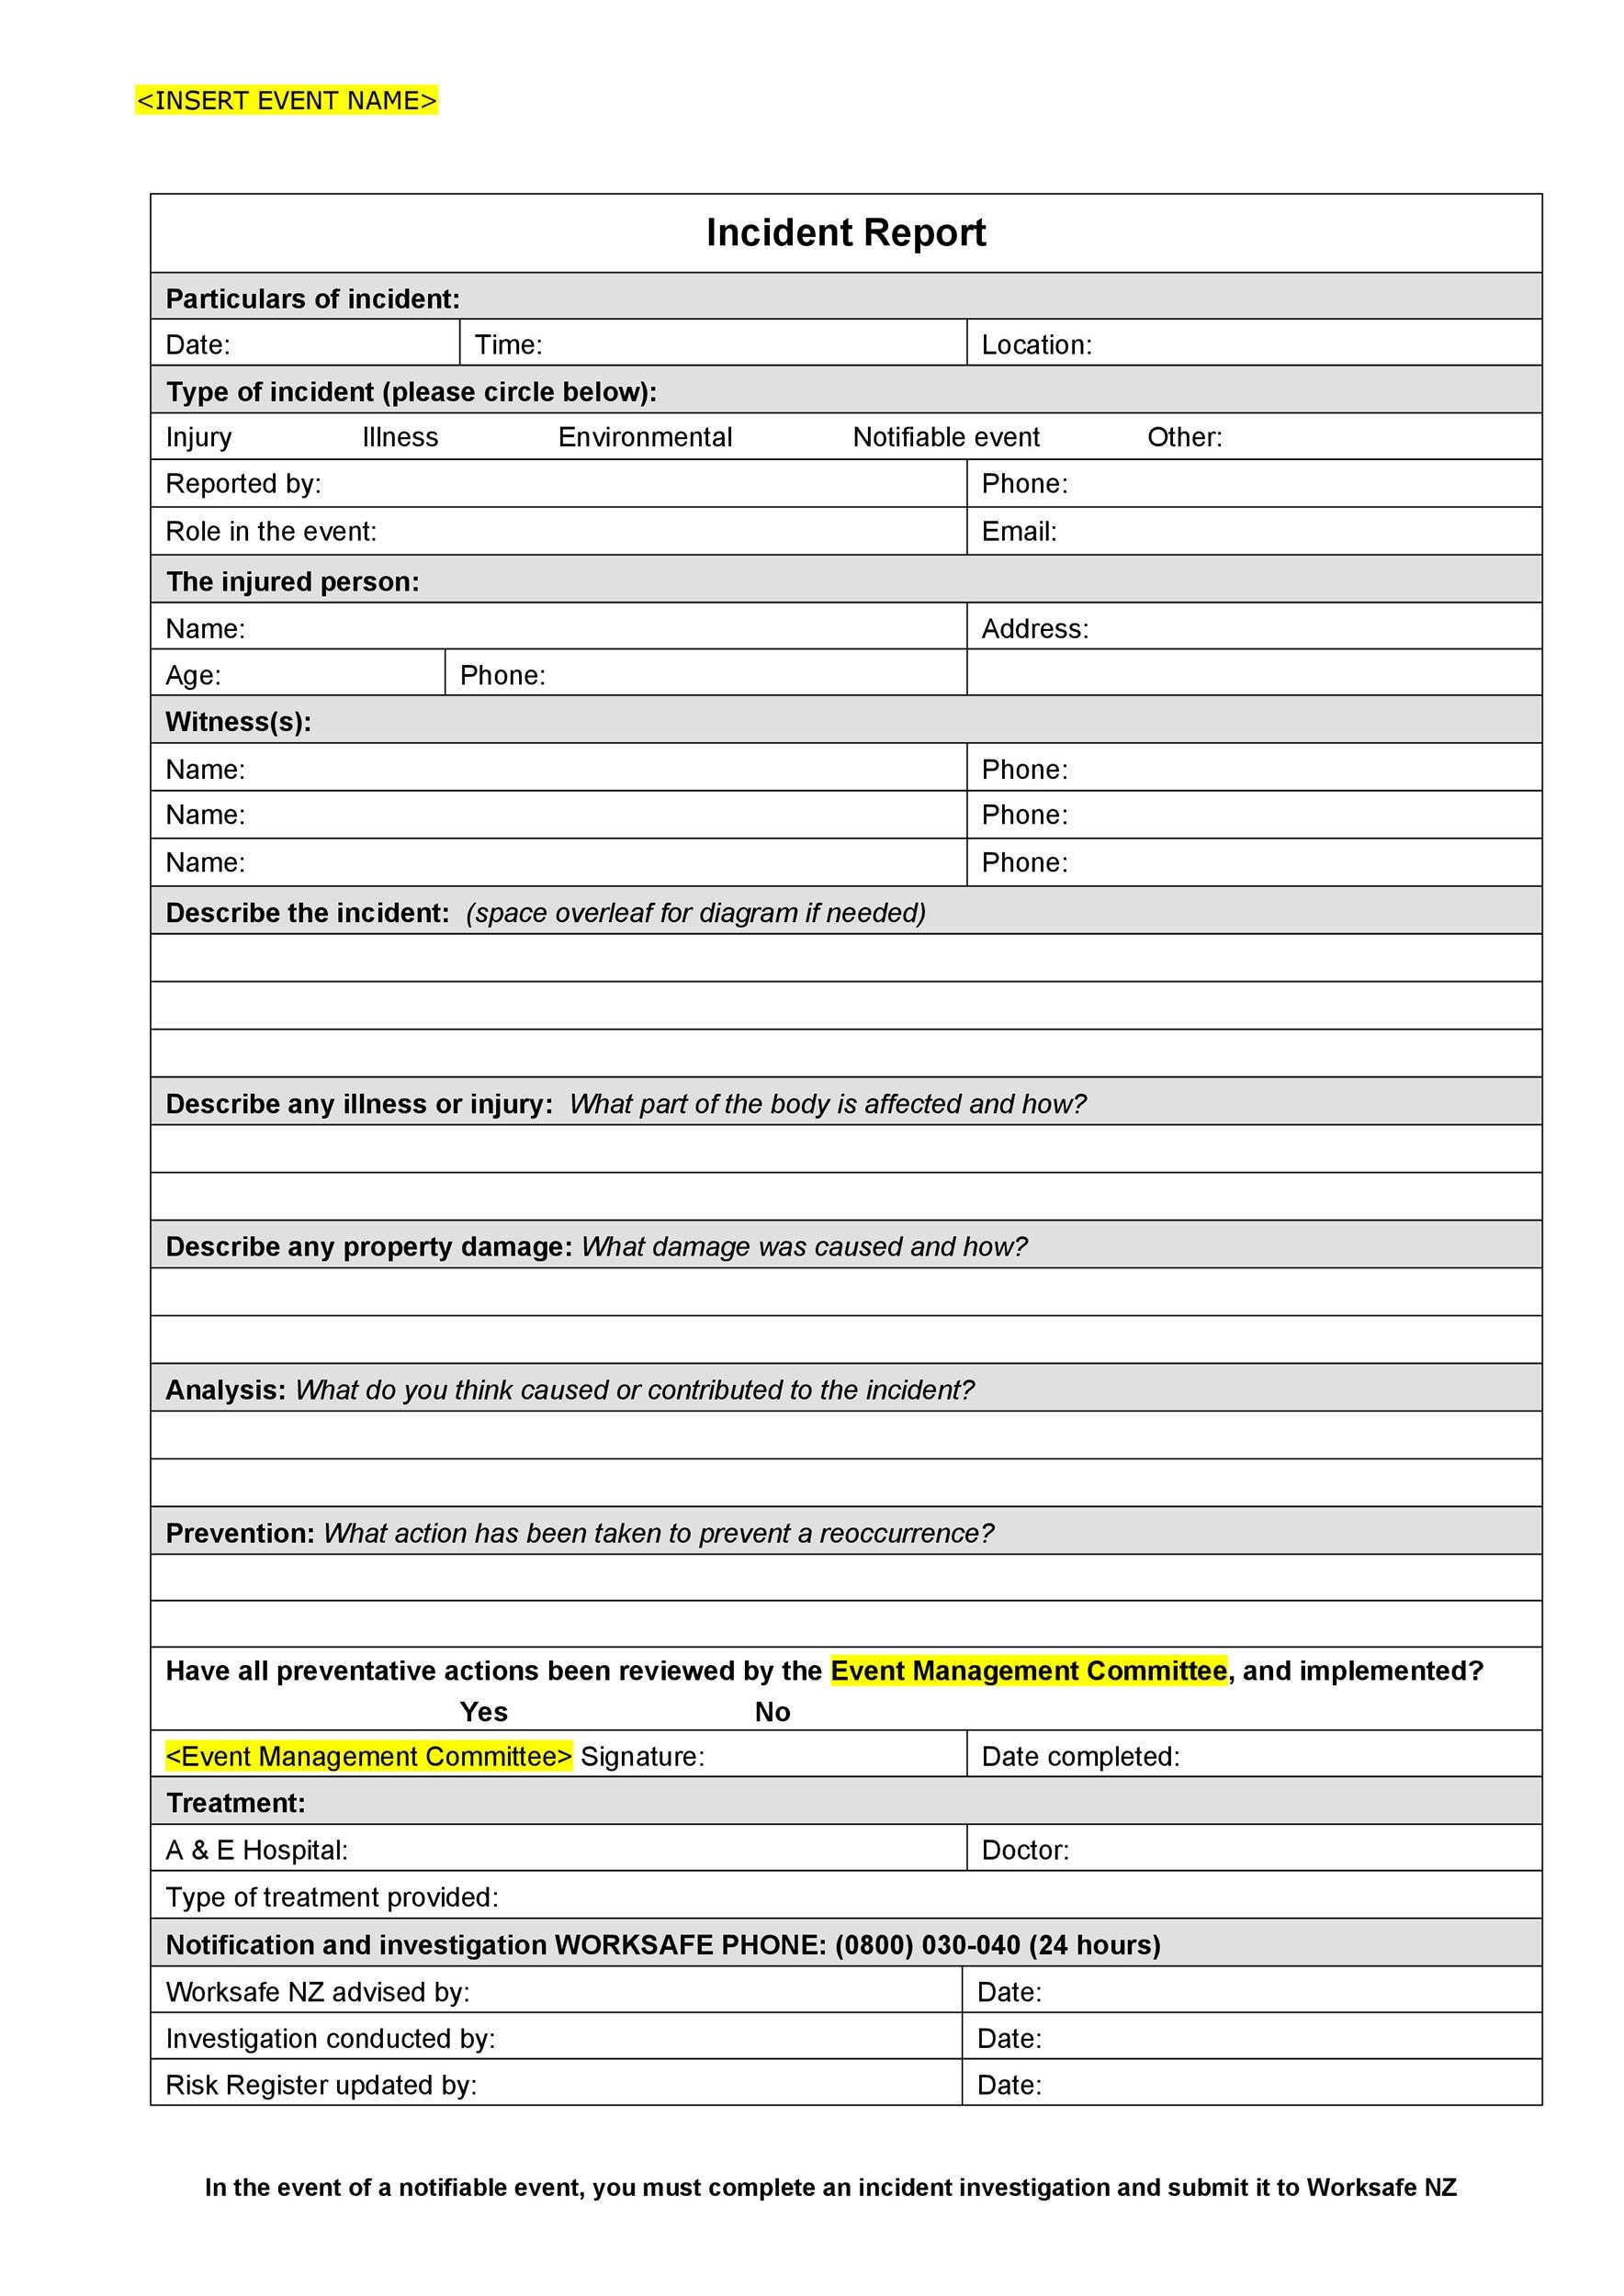 <INSERT EVENT NAME>
Incident Report
Particulars of incident:
Date: Time: Location:
Type of incident (please circle below):
Injury Illness Environmental Notifiable event Other:
Reported by: Phone:
Role in the event: Email:
The injured person:
Name: Address:
Age: Phone:
Witness(s):
Name: Phone:
Name: Phone:
Name: Phone:
Describe the incident: (space overleaf for diagram if needed)
Describe any illness or injury: What part of the body is affected and how?
Describe any property damage: What damage was caused and how?
Analysis: What do you think caused or contributed to the incident?
Prevention: What action has been taken to prevent a reoccurrence?
Have all preventative actions been reviewed by the Event Management Committee, and implemented?
Yes No
<Event Management Committee> Signature: Date completed:
Treatment:
A & E Hospital: Doctor:
Type of treatment provided:
Notification and investigation WORKSAFE PHONE: (0800) 030-040 (24 hours)
Worksafe NZ advised by: Date:
Investigation conducted by: Date:
Risk Register updated by: Date:
In the event of a notifiable event, you must complete an incident investigation and submit it to Worksafe NZ